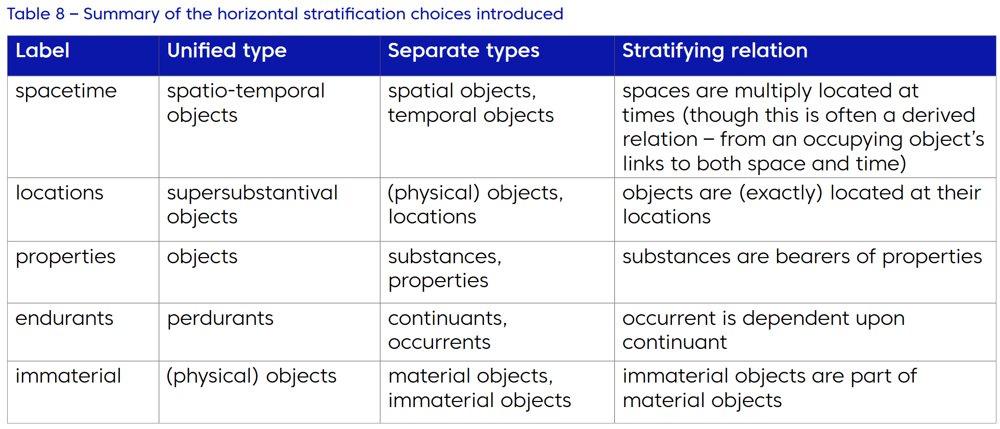 Table 8 – Summary of the horizontal stratification choices introduced
Label
Unified type
Separate types
Stratifying relation
spacetime
spatio-temporal
objects
spatial objects,
temporal objects
spaces are multiply located at
times (though this is often a derived
relation – from an occupying object’s
links to both space and time)
locations
supersubstantival
objects
(physical) objects,
locations
objects are (exactly) located at their
locations
properties
objects
substances,
properties
substances are bearers of properties
endurants
perdurants
continuants,
occurrents
occurrent is dependent upon
continuant
immaterial
(physical) objects
material objects,
immaterial objects
immaterial objects are part of
material objects